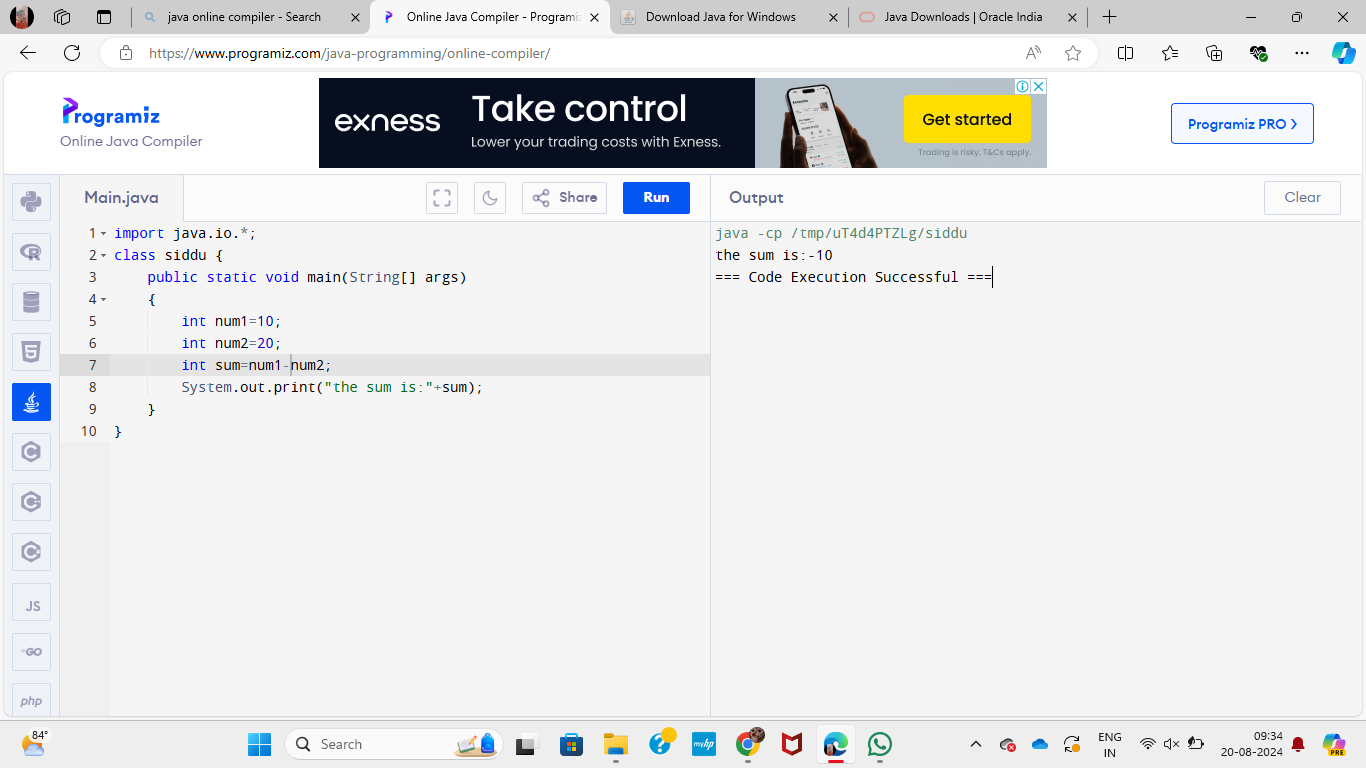 java online compiler - Search
Online Java Compiler - Programiz
Download Java for Windows
Java Downloads | Oracle India
https://www.programiz.com/java-programming/online-compiler/
Programiz
Online Java Compiler
exness
Take control
Lower your trading costs with Exness.
Get started
Trading is risky. T&Cs apply.
Programiz PRO >
Main.java
Share
Run
Output
Clear
1 import java.io.*;
2 class siddu {
3     public static void main(String[] args)
4     {
5         int num1=10;
6         int num2=20;
7         int sum=num1-num2;
8         System.out.print("the sum is:"+sum);
9     }
10 }
java -cp /tmp/uT4d4PTZLg/siddu
the sum is:-10
=== Code Execution Successful ===
JS
GO
php
84°
Search
myhp
ENG
IN
09:34
20-08-2024
PRE